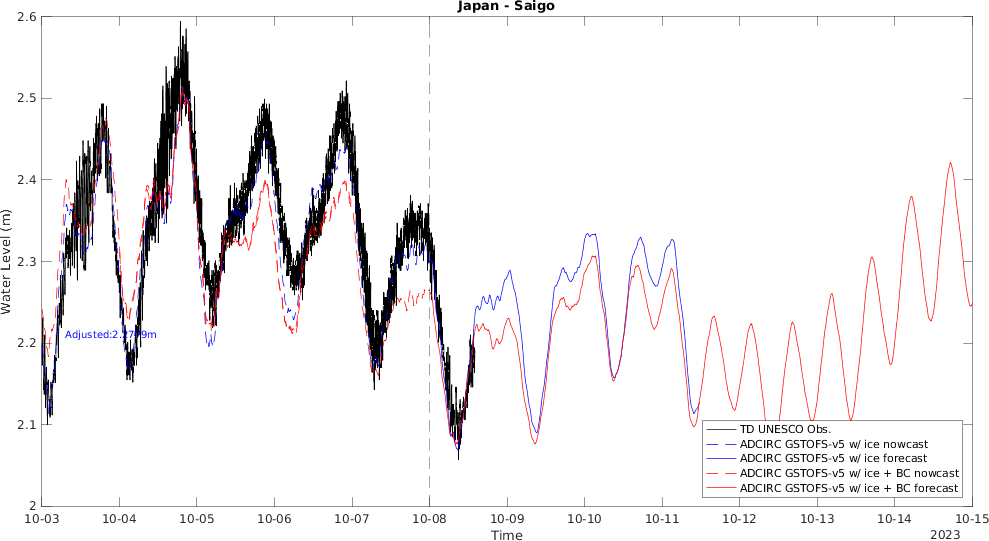 Japan - Saigo
2.6
2.5
2.4
2.3
2.2
2.1
2
Water Level (m)
TD UNESCO Obs.
ADCIRC GSTOFS-v5 w/ ice nowcast
ADCIRC GSTOFS-v5 w/ ice forecast
ADCIRC GSTOFS-v5 w/ ice + BC nowcast
ADCIRC GSTOFS-v5 w/ ice + BC forecast
10-03 10-04 10-05 10-06 10-07 10-08 10-09 10-10 10-11 10-12 10-13 10-14 10-15
Time
2023